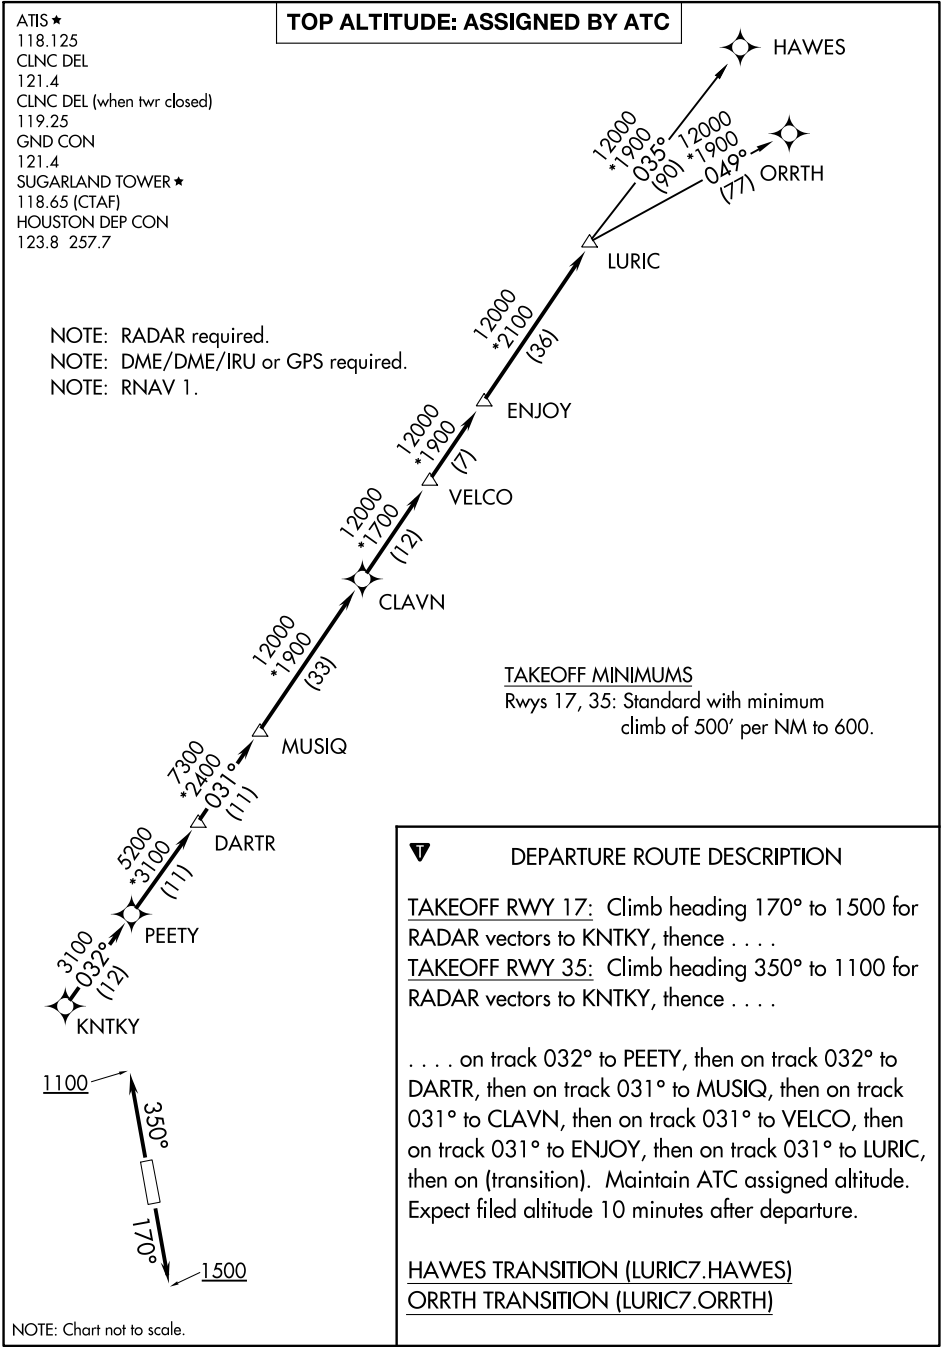 TOP ALTITUDE: ASSIGNED BY ATC
ATIS ★
118.125
CLNC DEL
121.4
CLNC DEL (when twr closed)
119.25
GND CON
121.4
SUGARLAND TOWER ★
118.65 (CTAF)
HOUSTON DEP CON
123.8 257.7
NOTE: RADAR required.
NOTE: DME/DME/IRU or GPS required.
NOTE: RNAV 1.
HAWES
12000
*1900
035°
(90)
ORRTH
12000
*1900
049°
(77)
LURIC
12000
*2100
(36)
ENJOY
12000
*1900
(7)
VELCO
12000
*1700
(12)
CLAVN
12000
*1900
(33)
MUSIQ
7300
*2400
031°
(11)
DARTR
5200
*3100
(11)
PEETY
3100
032°
(12)
KNTKY
1100
350°
170°
1500
NOTE: Chart not to scale.
TAKEOFF MINIMUMS
Rwys 17, 35: Standard with minimum
climb of 500' per NM to 600.
T
DEPARTURE ROUTE DESCRIPTION
TAKEOFF RWY 17: Climb heading 170° to 1500 for
RADAR vectors to KNTKY, thence . . . .
TAKEOFF RWY 35: Climb heading 350° to 1100 for
RADAR vectors to KNTKY, thence . . . .
. . . . on track 032° to PEETY, then on track 032° to
DARTR, then on track 031° to MUSIQ, then on track
031° to CLAVN, then on track 031° to VELCO, then
on track 031° to ENJOY, then on track 031° to LURIC,
then on (transition). Maintain ATC assigned altitude.
Expect filed altitude 10 minutes after departure.
HAWES TRANSITION (LURIC7.HAWES)
ORRTH TRANSITION (LURIC7.ORRTH)